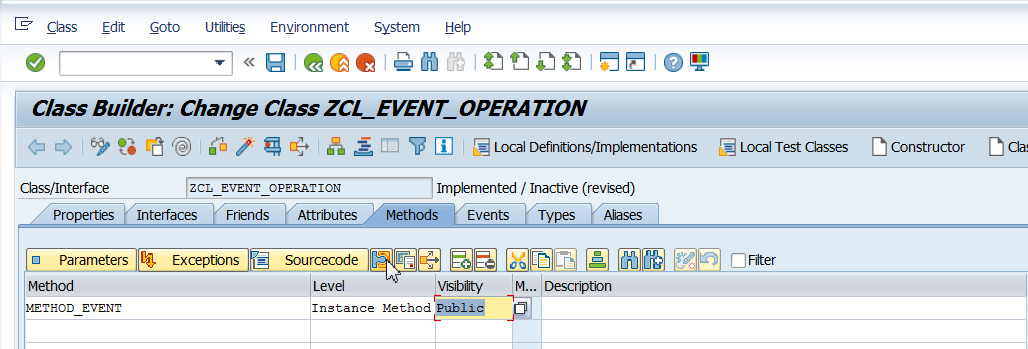 Class Edit Goto Utilities Environment System Help
Class Builder: Change Class ZCL_EVENT_OPERATION
Local Definitions/Implementations Local Test Classes Constructor Clas
Class/Interface ZCL_EVENT_OPERATION Implemented / Inactive (revised)
Properties Interfaces Friends Attributes Methods Events Types Aliases
Parameters Exceptions Sourcecode Filter
Method Level Visibility M... Description
METHOD_EVENT Instance Method Public